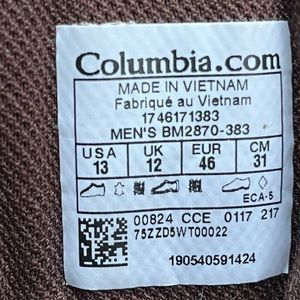 Columbia.com
MADE IN VIETNAM
Fabriqué au Vietnam
1746171383
MEN'S BM2870-383
USA UK EUR CM
13 12 46 31
ECA-5
00824 CCE 0117 217
75ZZD5WT00022
190540591424